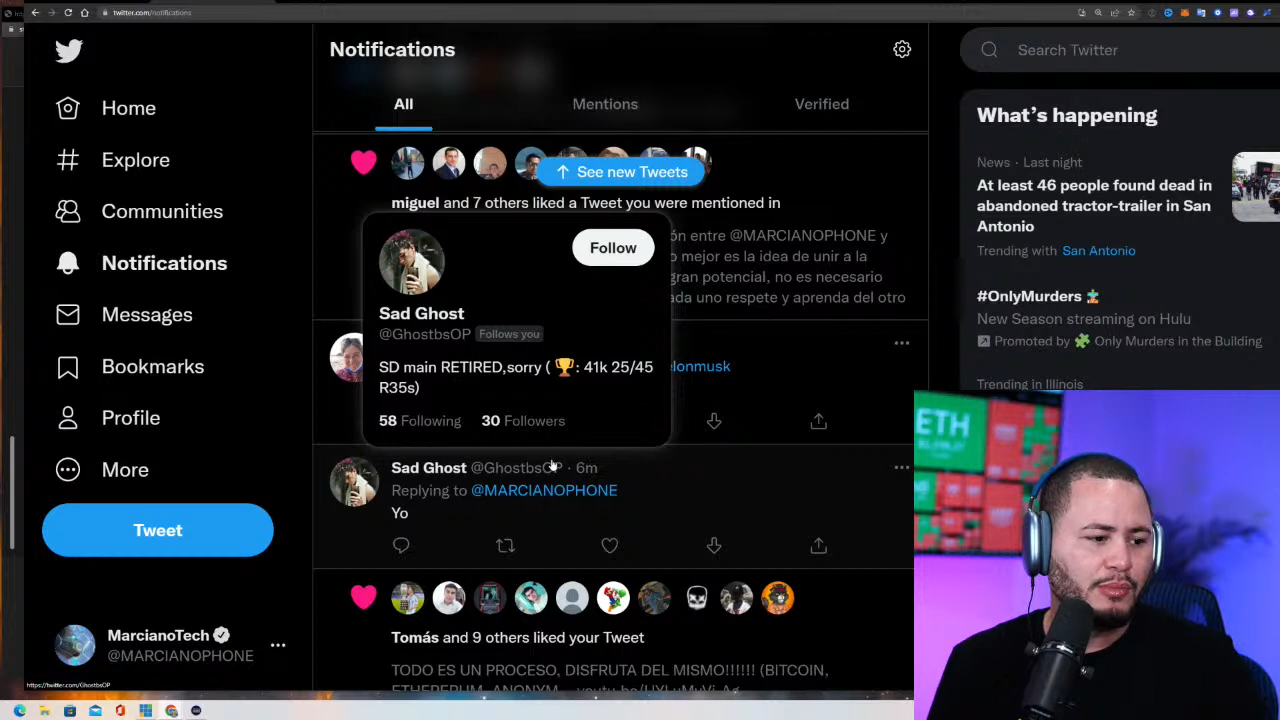 twitter.com/notifications
Home
Explore
Communities
Notifications
Messages
Bookmarks
Profile
More
Tweet
MarcianoTech
@MARCIANOPHONE
https://twitter.com/GhostbsOP
Notifications
All
Mentions
Verified
See new Tweets
miguel and 7 others liked a Tweet you were mentioned in
ón entre @MARCIANOPHONE y
o mejor es la idea de unir a la
gran potencial, no es necesario
ada uno respete y aprenda del otro
Follow
Sad Ghost
@GhostbsOP Follows you
SD main RETIRED,sorry ( 🏆: 41k 25/45
R35s)
58 Following 30 Followers
elonmusk
Sad Ghost @GhostbsOP · 6m
Replying to @MARCIANOPHONE
Yo
Tomás and 9 others liked your Tweet
TODO ES UN PROCESO, DISFRUTA DEL MISMO!!!!!! (BITCOIN,
Search Twitter
What's happening
News · Last night
At least 46 people found dead in
abandoned tractor-trailer in San
Antonio
Trending with San Antonio
#OnlyMurders
New Season streaming on Hulu
Promoted by 🧩 Only Murders in the Building
Trending in Illinois
ETH